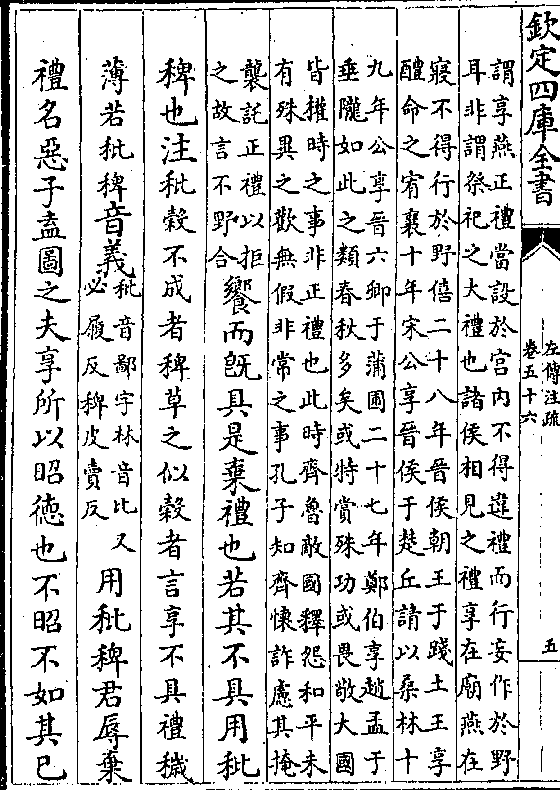 欽定四庫全書
左傳注疏
卷五十六
五
謂享燕正禮當設於宫内不得違禮而行妄作於野
耳非謂祭祀之大禮也諸侯相見之禮享在廟燕在
寢不得行於野僖二十八年晉侯朝王于踐土王享
醴命之宥襄十年宋公享晉侯于楚丘請以桑林十
九年公享晉六卿于蒲圃二十七年鄭伯享趙孟于
垂隴如此之類春秋多矣或特賞殊功或畏敬大國
皆權時之事非正禮也此時齊魯敵國釋怨和平未
有殊異之歡無假非常之事孔子知齊懷詐慮其掩
襲託正禮以拒
之故言不野合
饗而既具是棄禮也若其不具用秕
稗也注秕榖不成者稗草之似榖者言享不具禮穢
薄若秕稗音義
秕音鄙字林音比又
必履反稗皮賣反
用秕稗君辱棄
禮名惡子盍圖之夫享所以昭德也不昭不如其已